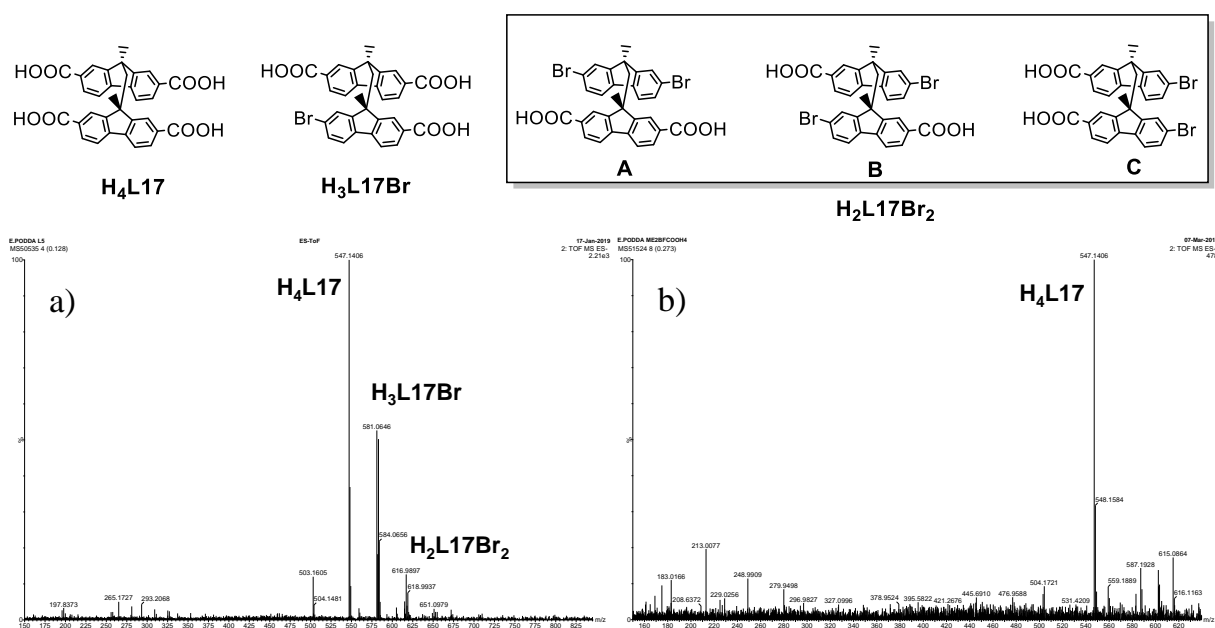 HOOC COOH
HOOC COOH
H4L17
HOOC COOH
Br COOH
H3L17Br
Br Br
HOOC COOH
A
HOOC Br
Br COOH
B
HOOC Br
HOOC Br
C
H2L17Br2
E.PODDA L5
MS50535 4 (0.128)
ES-ToF
17-Jan-2019
2: TOF MS ES-
2.21e3
a)
100
547.1406
H4L17
H3L17Br
581.0646
584.0656
H2L17Br2
616.9897
618.9937
503.1605
504.1481
197.8373
265.1727
293.2068
651.0979
0
150 175 200 225 250 275 300 325 350 375 400 425 450 475 500 525 550 575 600 625 650 675 700 725 750 775 800 825
m/z
E.PODDA ME2BFCOOH4
MS51524 8 (0.273)
07-Mar-201
2: TOF MS ES-
47
b)
100
547.1406
H4L17
548.1584
213.0077
183.0166
208.6372
229.0256
248.9909
279.9498
296.9827
327.0996
378.9524
395.5822
421.2676
445.6910
476.9588
504.1721
531.4209
559.1889
587.1928
615.0864
616.1163
0
160 180 200 220 240 260 280 300 320 340 360 380 400 420 440 460 480 500 520 540 560 580 600 620
m/z